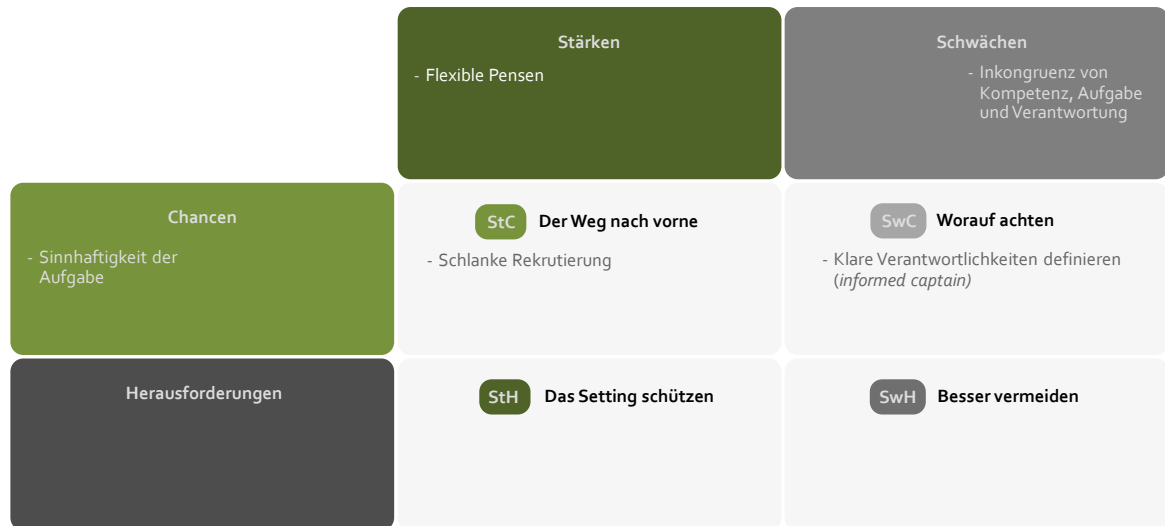 Stärken
- Flexible Pensen
Schwächen
- Inkongruenz von
Kompetenz, Aufgabe
und Verantwortung
Chancen
- Sinnhaftigkeit der
Aufgabe
StC Der Weg nach vorne
- Schlanke Rekrutierung
SwC Worauf achten
- Klare Verantwortlichkeiten definieren
(informed captain)
Herausforderungen
StH Das Setting schützen
SwH Besser vermeiden